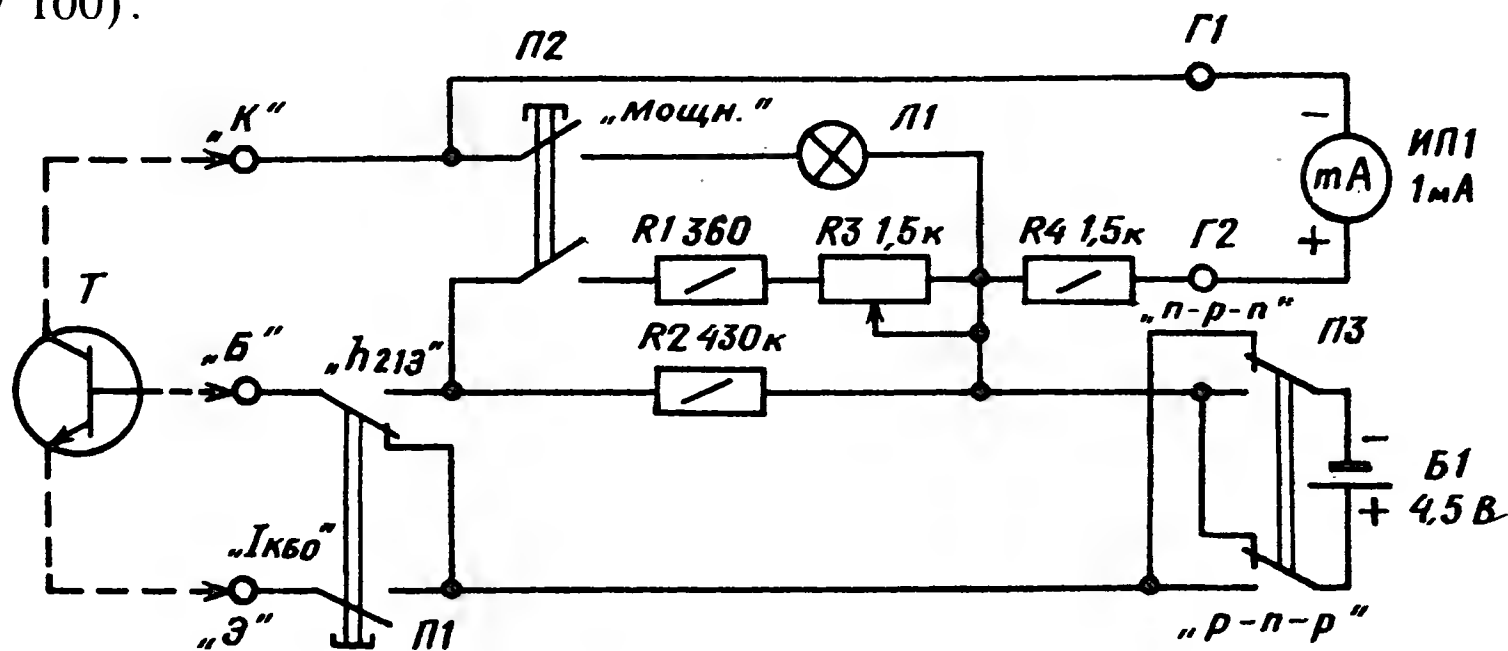 100).
П2
Г1
„К“
„мощн.“
Л1
ИП1
1мА
mA
−
+
R1 360
R3 1,5к
R4 1,5к
Г2
Т
„Б“
„h21Э“
R2 430к
„n-p-n“
П3
−
Б1
+ 4,5 В
„Iкбо“
„Э“
П1
„p-n-p“